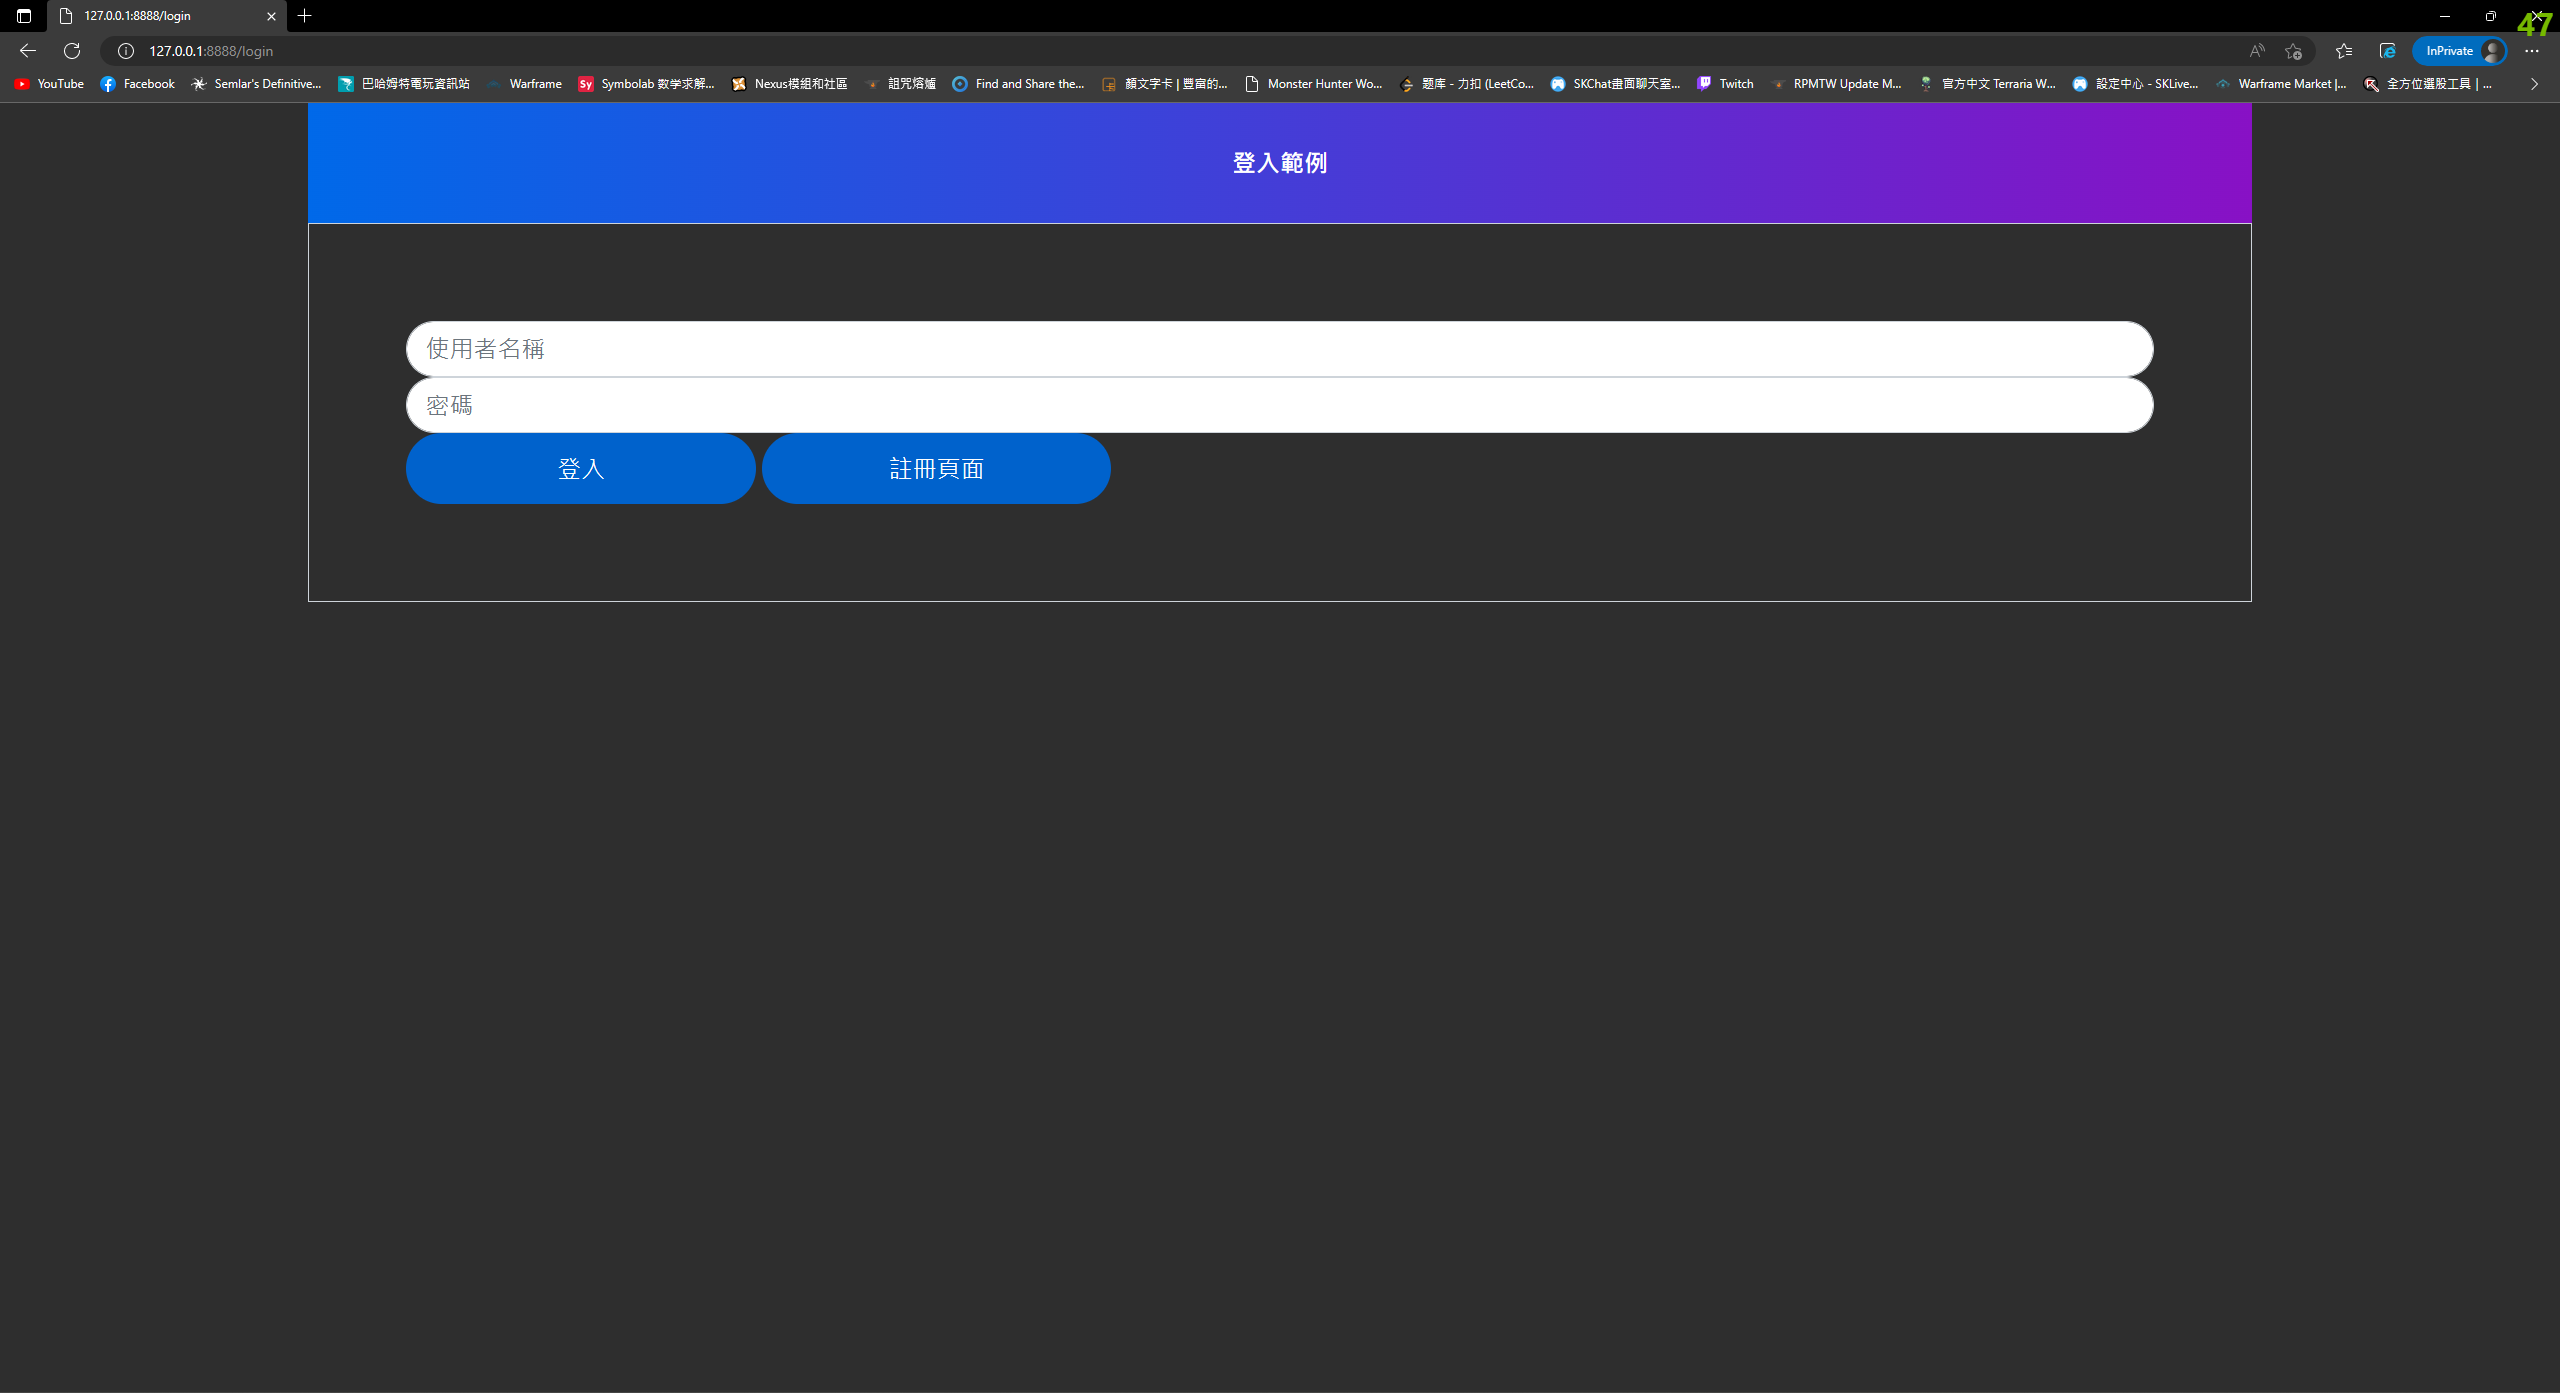 127.0.0.1:8888/login
47
127.0.0.1:8888/login
InPrivate
YouTube Facebook Semlar's Definitive... 巴哈姆特電玩資訊站 Warframe Sy Symbolab 数学求解... Nexus模組和社區 詛咒熔爐 Find and Share the... 顏文字卡 | 豐富的... Monster Hunter Wo... 题库 - 力扣 (LeetCo... SKChat畫面聊天室... Twitch RPMTW Update M... 官方中文 Terraria W... 設定中心 - SKLive... Warframe Market |... 全方位選股工具 | ...
登入範例
使用者名稱
密碼
登入 註冊頁面